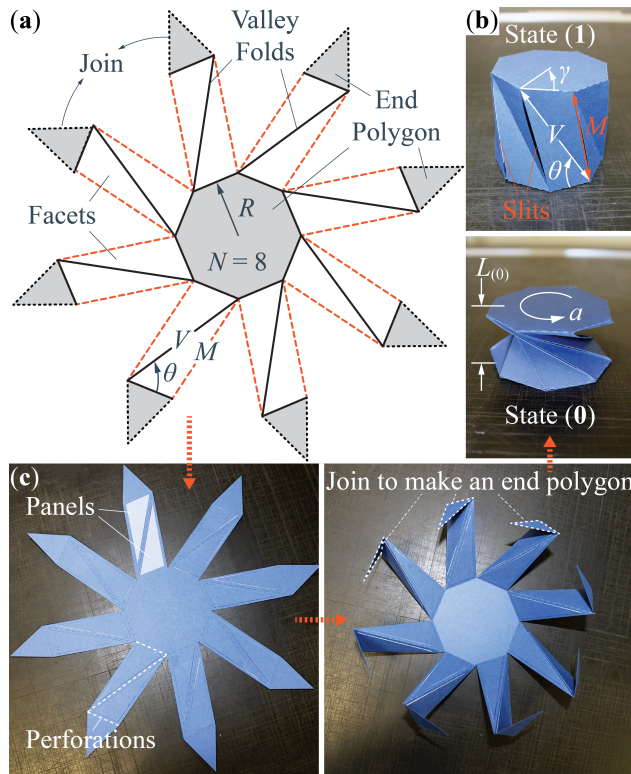 (a)
Valley
Folds
Join
End
Polygon
R
Facets
N = 8
V
M
θ
(b)
State (1)
γ
V
M
θ
Slits
L(0)
a
State (0)
(c)
Panels
Perforations
Join to make an end polygon